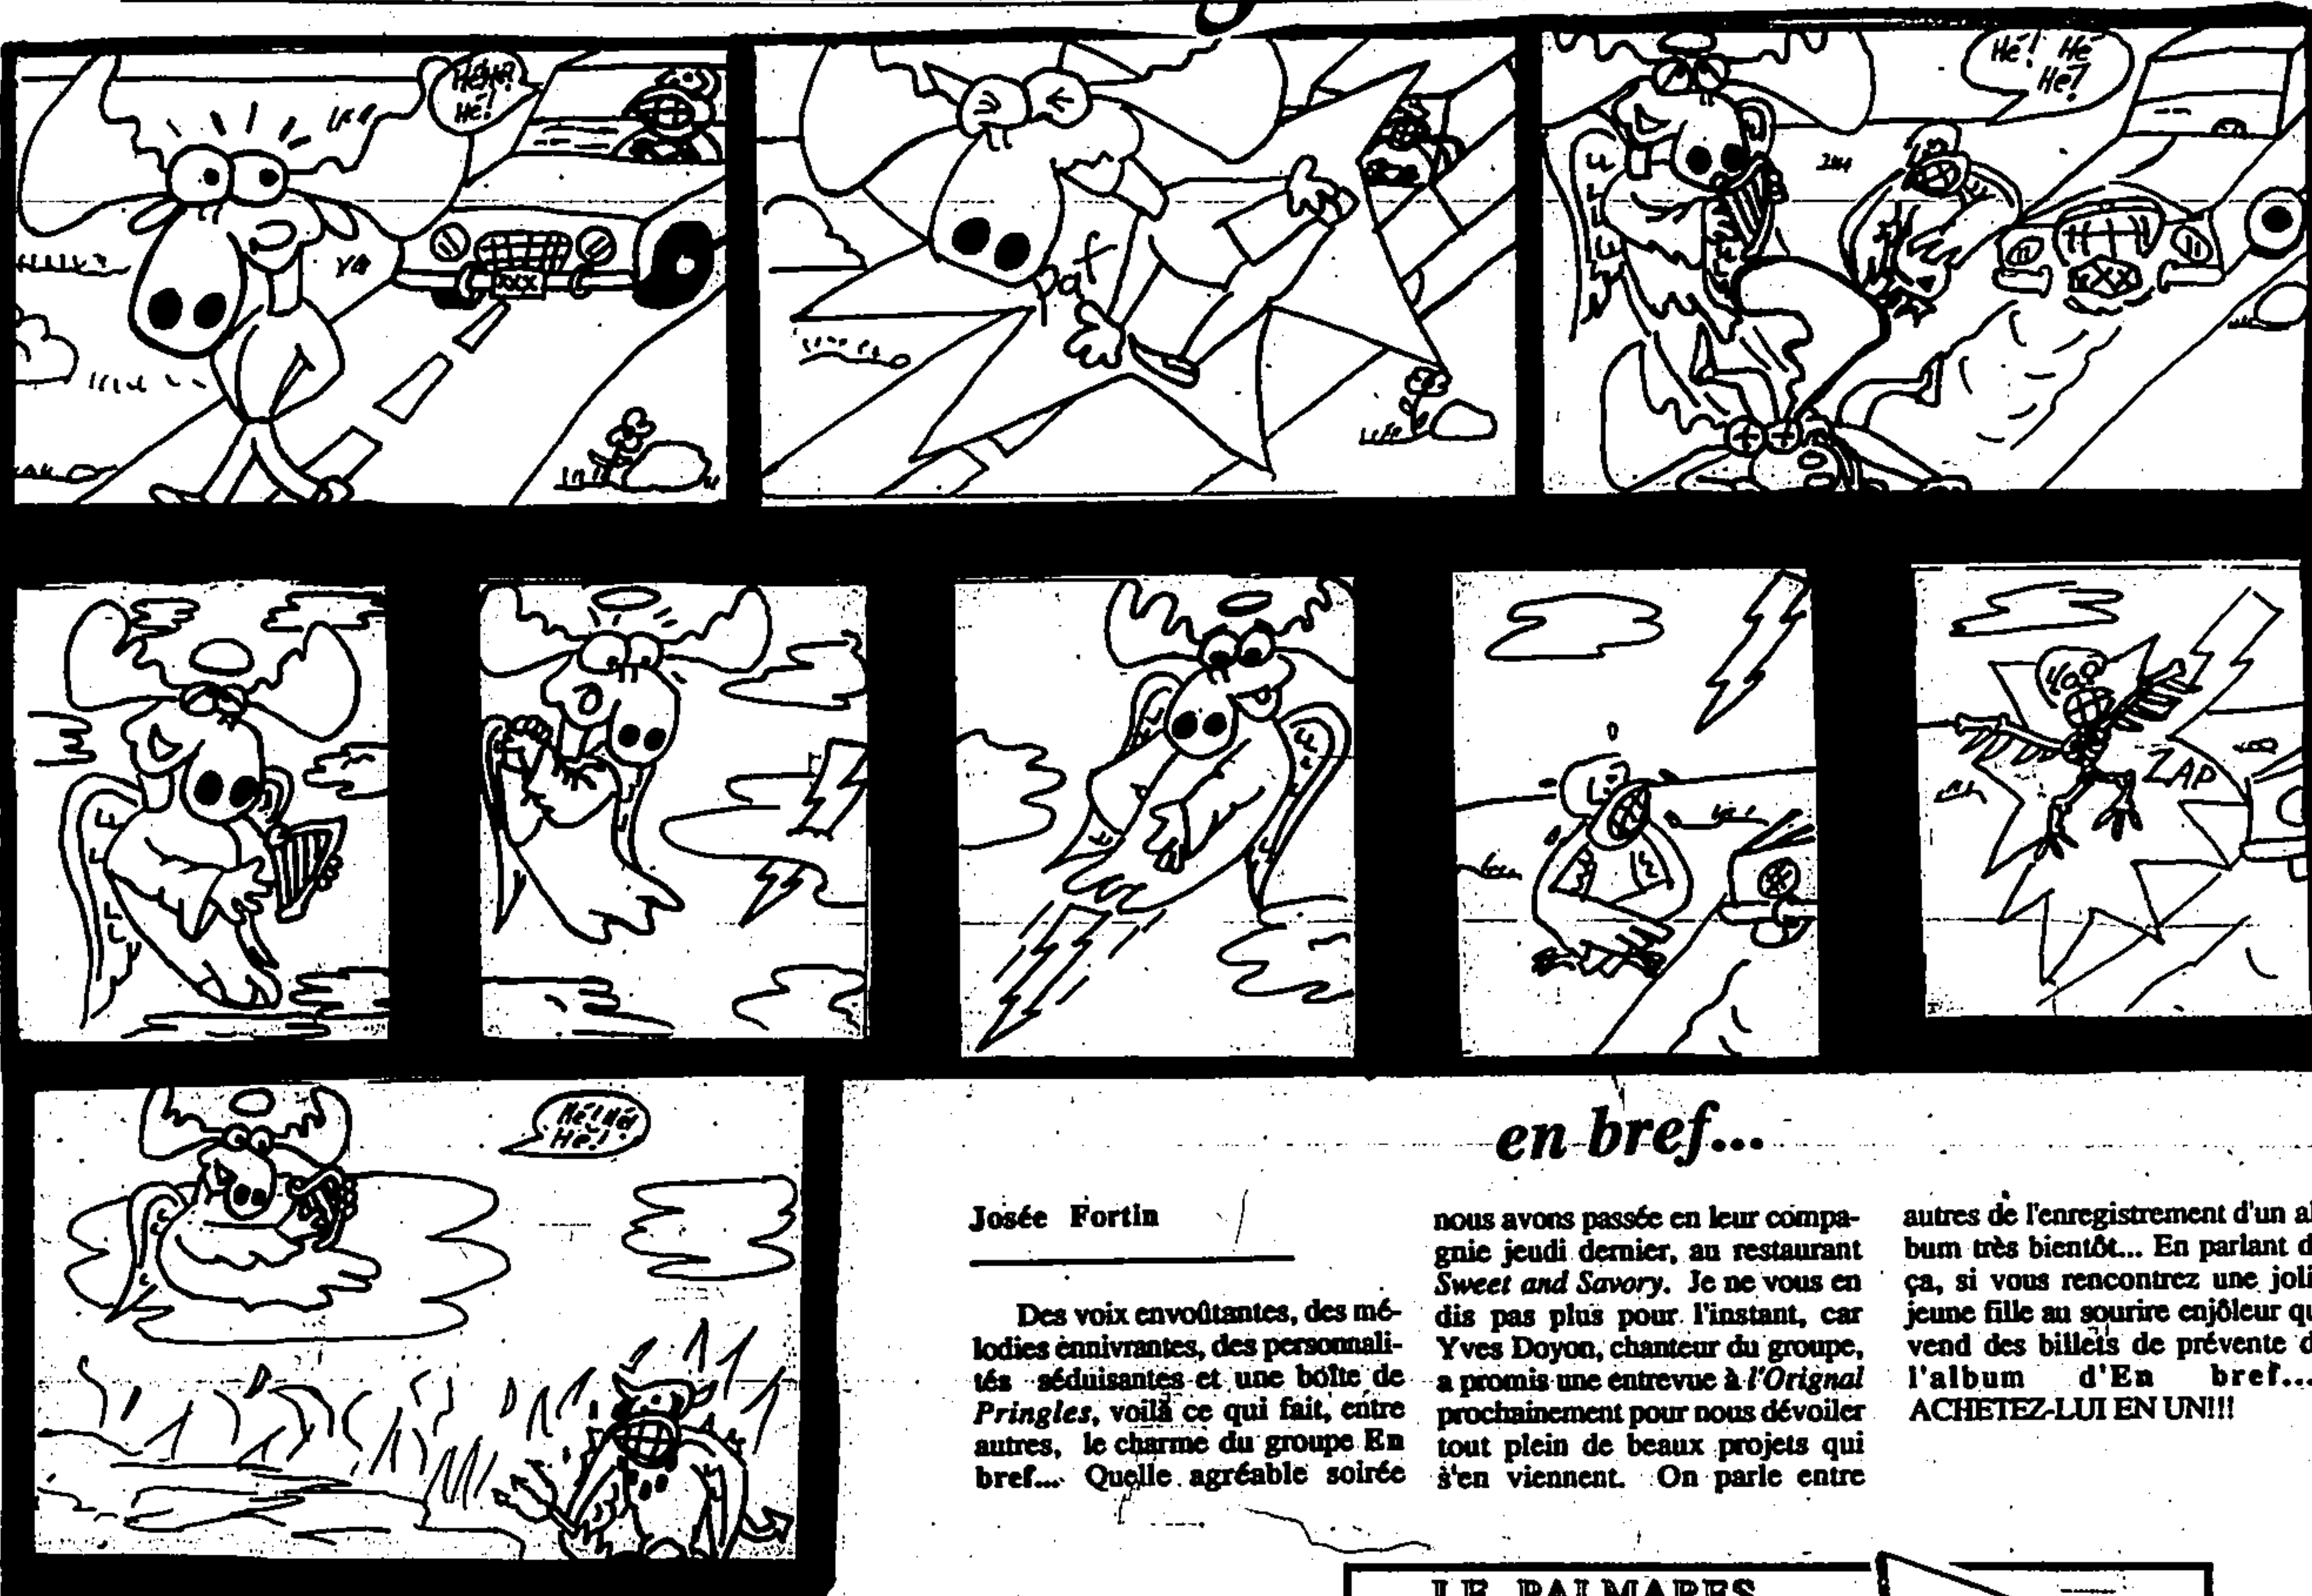 Hé! Hé?
Hé!
Paf
Hé! Hé
Hé!
XXX
XXX
ZAP
Hé! Hé!
Hé!
en bref...
Josée Fortin
Des voix envoûtantes, des mé-
lodies ennivrantes, des personnali-
tés séduisantes et une boîte de
Pringles, voilà ce qui fait, entre
autres, le charme du groupe En
bref... Quelle agréable soirée
nous avons passée en leur compa-
gnie jeudi dernier, au restaurant
Sweet and Savory. Je ne vous en
dis pas plus pour l'instant, car
Yves Doyon, chanteur du groupe,
a promis une entrevue à l'Orignal
prochainement pour nous dévoiler
tout plein de beaux projets qui
s'en viennent. On parle entre
autres de l'enregistrement d'un al
bum très bientôt... En parlant d
ça, si vous rencontrez une joli
jeune fille au sourire enjôleur qu
vend des billets de prévente d
l'album d'En bref...
ACHETEZ-LUI EN UN!!!
LE PALMARES